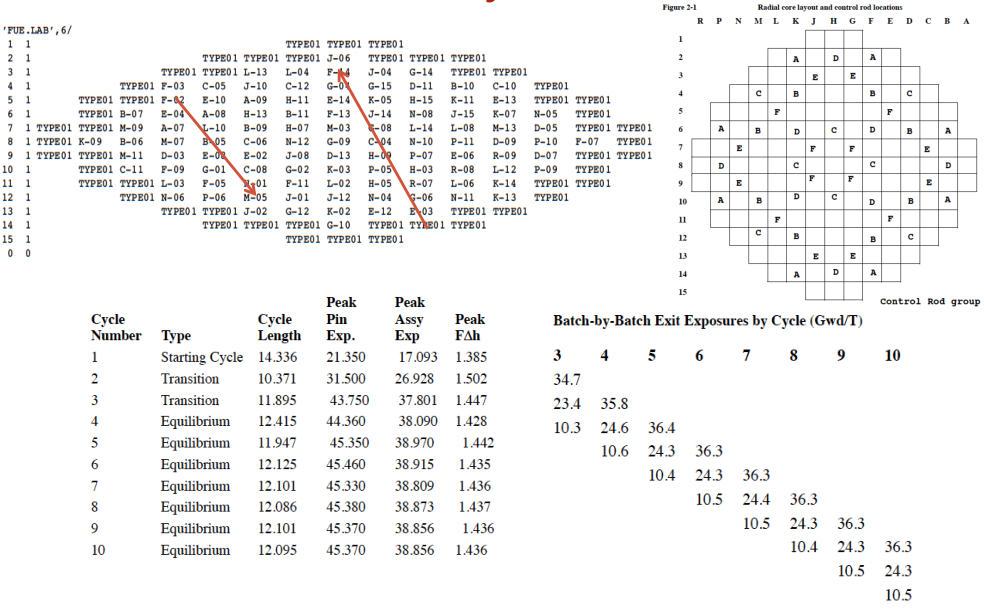 'FUE.LAB',6/
1 1 TYPE01 TYPE01 TYPE01
2 1 TYPE01 TYPE01 TYPE01 J-06 TYPE01 TYPE01 TYPE01
3 1 TYPE01 TYPE01 L-13 L-04 F-14 J-04 G-14 TYPE01 TYPE01
4 1 TYPE01 F-03 C-05 J-10 C-12 G-15 D-11 B-10 C-10 TYPE01
5 1 TYPE01 TYPE01 F-02 E-10 A-09 H-11 E-14 K-05 H-15 K-11 E-13 TYPE01 TYPE01
6 1 TYPE01 B-07 E-04 A-08 H-13 B-11 F-13 J-14 N-08 J-15 K-07 N-05 TYPE01
7 1 TYPE01 TYPE01 M-09 A-07 L-10 B-09 H-07 M-03 G-08 L-14 L-08 M-13 D-05 TYPE01 TYPE01
8 1 TYPE01 K-09 B-06 M-07 B-05 C-06 N-12 G-09 C-04 N-10 P-11 D-09 P-10 F-07 TYPE01
9 1 TYPE01 TYPE01 M-11 D-03 E-08 E-02 J-08 D-13 H-09 P-07 E-06 R-09 D-07 TYPE01 TYPE01
10 1 TYPE01 C-11 F-09 G-01 C-08 G-02 K-03 P-05 H-03 R-08 L-12 P-09 TYPE01
11 1 TYPE01 TYPE01 L-03 F-05 F-11 L-02 H-05 R-07 L-06 K-14 TYPE01 TYPE01
12 1 TYPE01 N-06 P-06 M-05 J-01 J-12 N-04 G-06 N-11 K-13 TYPE01
13 1 TYPE01 TYPE01 J-02 G-12 K-02 E-12 E-03 TYPE01 TYPE01
14 1 TYPE01 TYPE01 TYPE01 G-10 TYPE01 TYPE01 TYPE01
15 1 TYPE01 TYPE01 TYPE01
0 0
Figure 2-1 Radial core layout and control rod locations
R P N M L K J H G F E D C B A
1
2 A D A
3 E E
4 C B B C
5 F F
6 A B D C D B A
7 E F F E
8 D C C D
9 N F F C
10 A B D C D B A
11 F E
12 C B B C
13 E E
14 A D A
15
Control Rod group
Cycle Number Type Cycle Length Peak Pin Exp. Peak Assy Exp Peak FΔh
1 Starting Cycle 14.336 21.350 17.093 1.385
2 Transition 10.371 31.500 26.928 1.502
3 Transition 11.895 43.750 37.801 1.447
4 Equilibrium 12.415 44.360 38.090 1.428
5 Equilibrium 11.947 45.350 38.970 1.442
6 Equilibrium 12.125 45.460 38.915 1.435
7 Equilibrium 12.101 45.330 38.809 1.436
8 Equilibrium 12.086 45.380 38.873 1.437
9 Equilibrium 12.101 45.370 38.856 1.436
10 Equilibrium 12.095 45.370 38.856 1.436
Batch-by-Batch Exit Exposures by Cycle (Gwd/T)
3 4 5 6 7 8 9 10
34.7
23.4 35.8
10.3 24.6 36.4
10.6 24.3 36.3
10.4 24.3 36.3
10.5 24.4 36.3
10.5 24.3 36.3
10.4 24.3 36.3
10.5 24.3
10.5